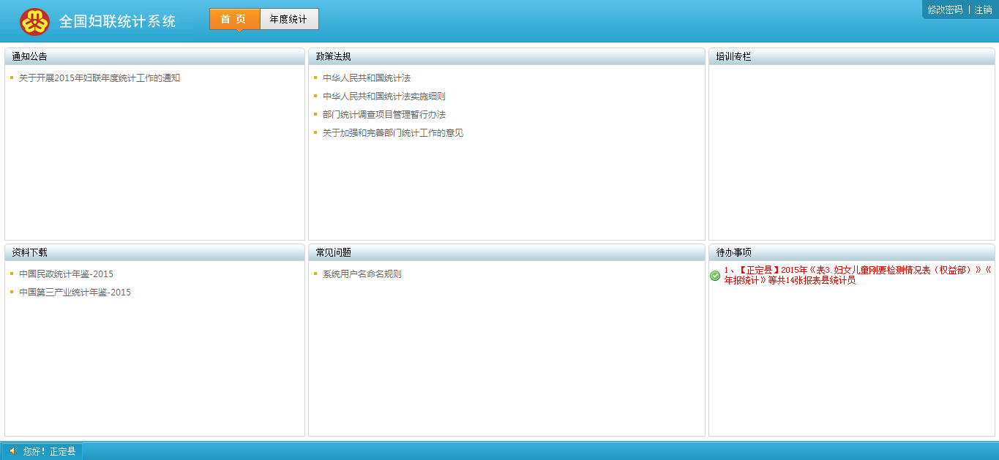 全国妇联统计系统
首 页
年度统计
修改密码 | 注销
通知公告
关于开展2015年妇联年度统计工作的通知
政策法规
中华人民共和国统计法
中华人民共和国统计法实施细则
部门统计调查项目管理暂行办法
关于加强和完善部门统计工作的意见
培训专栏
资料下载
中国民政统计年鉴-2015
中国第三产业统计年鉴-2015
常见问题
系统用户名命名规则
待办事项
1、【正定县】2015年《表3.妇女儿童刚要检测情况表（权益部）》《
年报统计》等共14张报表县统计员
您好！正定县